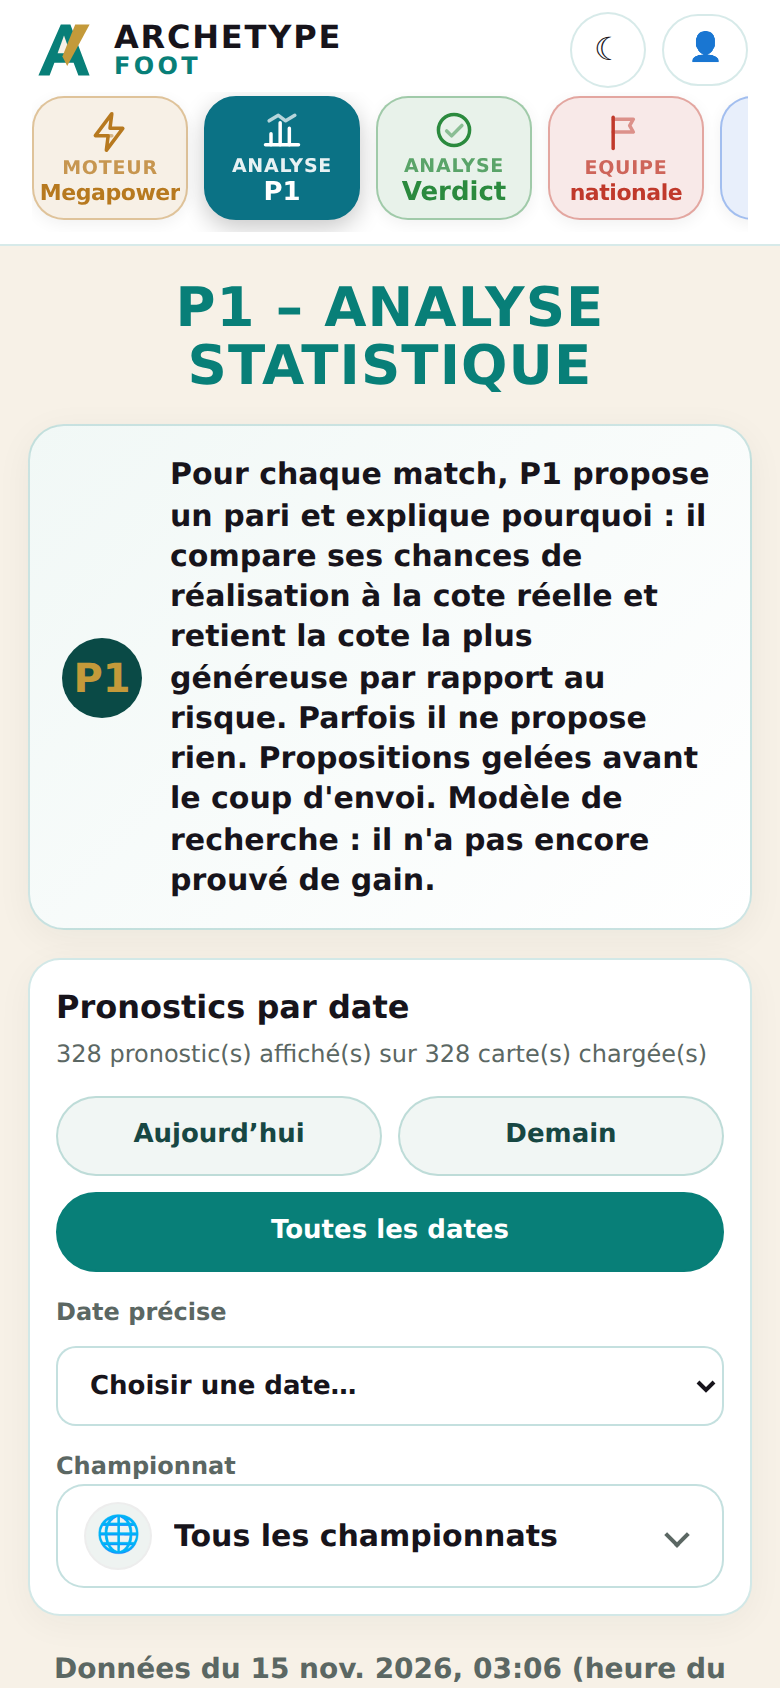 ARCHETYPE
FOOT
MOTEUR
Megapower
ANALYSE
P1
ANALYSE
Verdict
EQUIPE
nationale
P1 – ANALYSE
STATISTIQUE
P1
Pour chaque match, P1 propose
un pari et explique pourquoi : il
compare ses chances de
réalisation à la cote réelle et
retient la cote la plus
généreuse par rapport au
risque. Parfois il ne propose
rien. Propositions gelées avant
le coup d'envoi. Modèle de
recherche : il n'a pas encore
prouvé de gain.
Pronostics par date
328 pronostic(s) affiché(s) sur 328 carte(s) chargée(s)
Aujourd’hui
Demain
Toutes les dates
Date précise
Choisir une date…
Championnat
Tous les championnats
Données du 15 nov. 2026, 03:06 (heure du